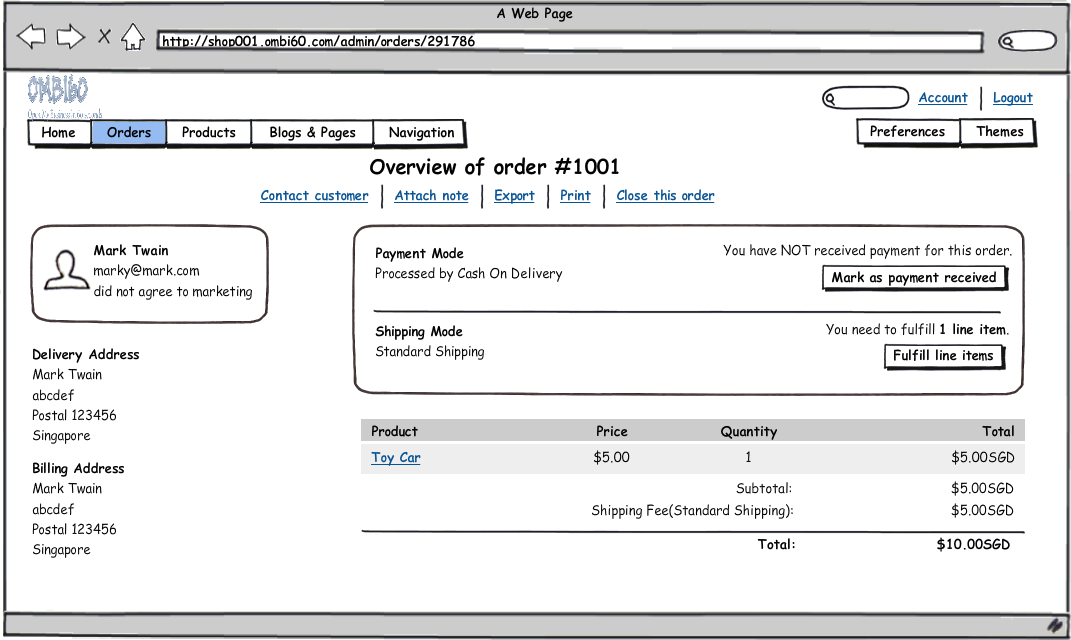 A Web Page
http://shop001.ombi60.com/admin/orders/291786
OMBI60
Account Logout
Home Orders Products Blogs & Pages Navigation Preferences Themes
Overview of order #1001
Contact customer Attach note Export Print Close this order
Mark Twain
marky@mark.com
did not agree to marketing
Payment Mode
You have NOT received payment for this order.
Processed by Cash On Delivery
Mark as payment received
Shipping Mode
You need to fulfill 1 line item.
Standard Shipping
Fulfill line items
Delivery Address
Mark Twain
abcdef
Postal 123456
Singapore
Billing Address
Mark Twain
abcdef
Postal 123456
Singapore
Product Price Quantity Total
Toy Car $5.00 1 $5.00SGD
Subtotal: $5.00SGD
Shipping Fee(Standard Shipping): $5.00SGD
Total: $10.00SGD